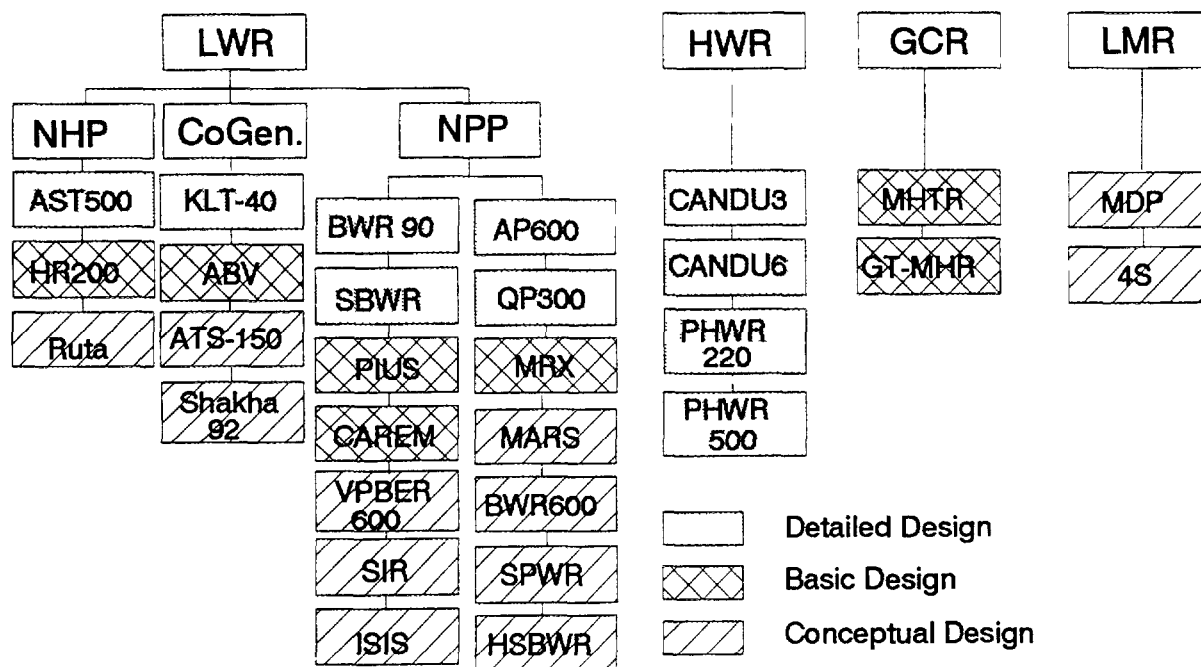 LWR
HWR
GCR
LMR
NHP
CoGen.
NPP
AST500
HR200
Ruta
KLT-40
ABV
ATS-150
Shakha
92
BWR 90
SBWR
PIUS
CAREM
VPBER
600
SIR
ISIS
AP600
QP300
MRX
MARS
BWR600
SPWR
HSBWR
CANDU3
CANDU6
PHWR
220
PHWR
500
MHTR
GT-MHR
MDP
4S
Detailed Design
Basic Design
Conceptual Design